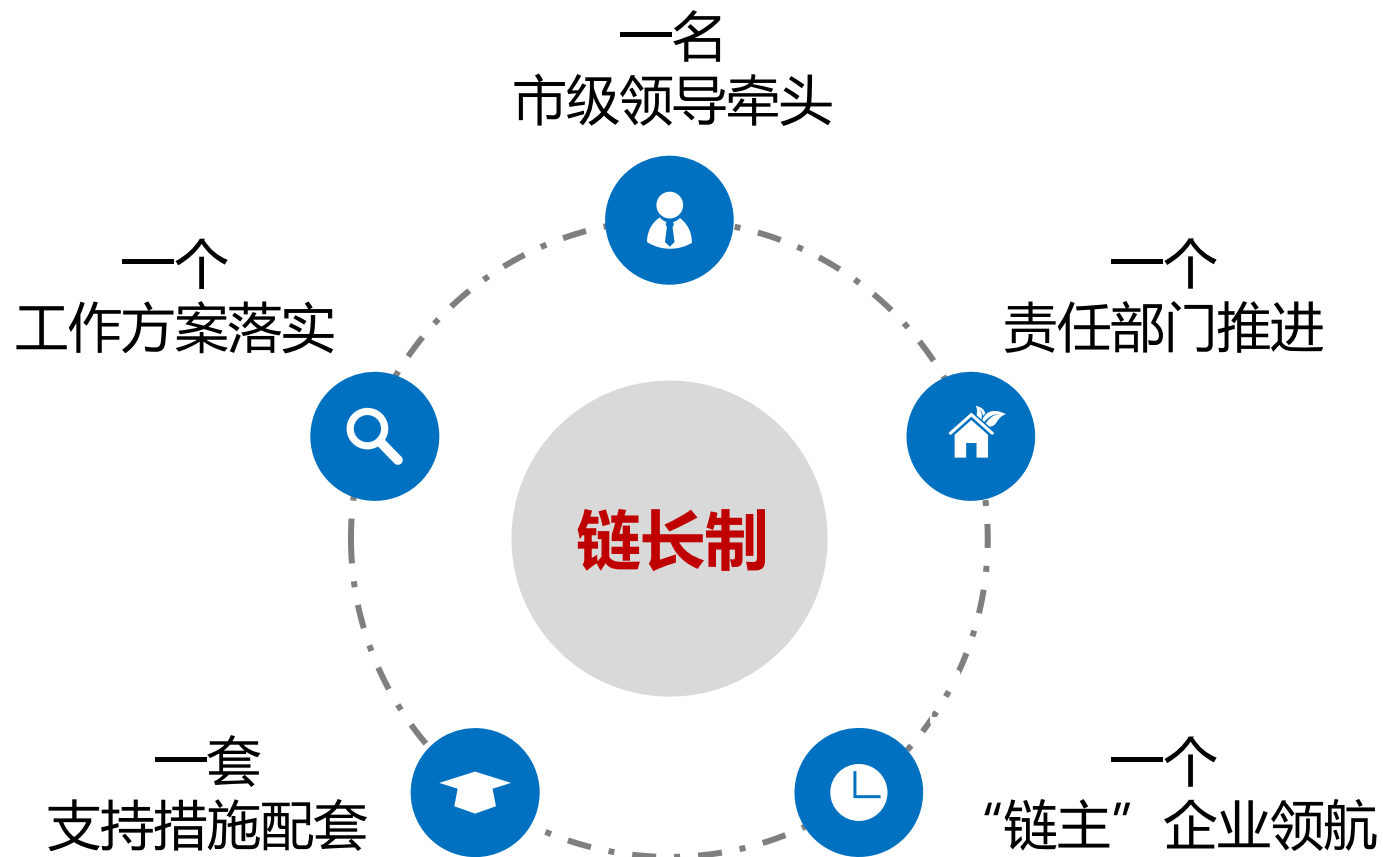 一名
市级领导牵头
一个
工作方案落实
一个
责任部门推进
链长制
一套
支持措施配套
一个
“链主”企业领航